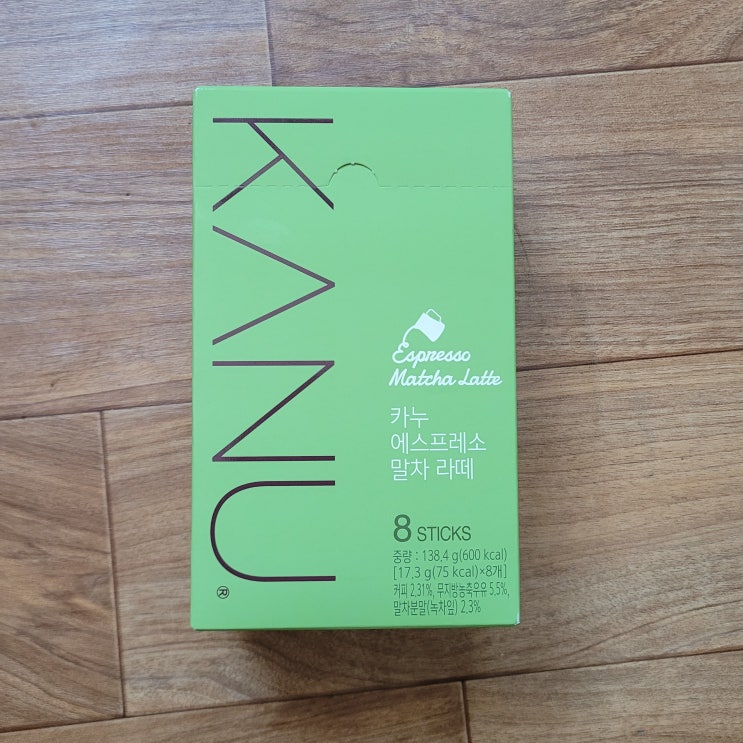 KANU®
Espresso
Matcha Latte
카누
에스프레소
말차 라떼
8 STICKS
중량 : 138.4 g(600 kcal)
[17.3 g(75 kcal)×8개]
커피 2.31%, 무지방농축우유 5.5%,
말차분말(녹차잎) 2.3%